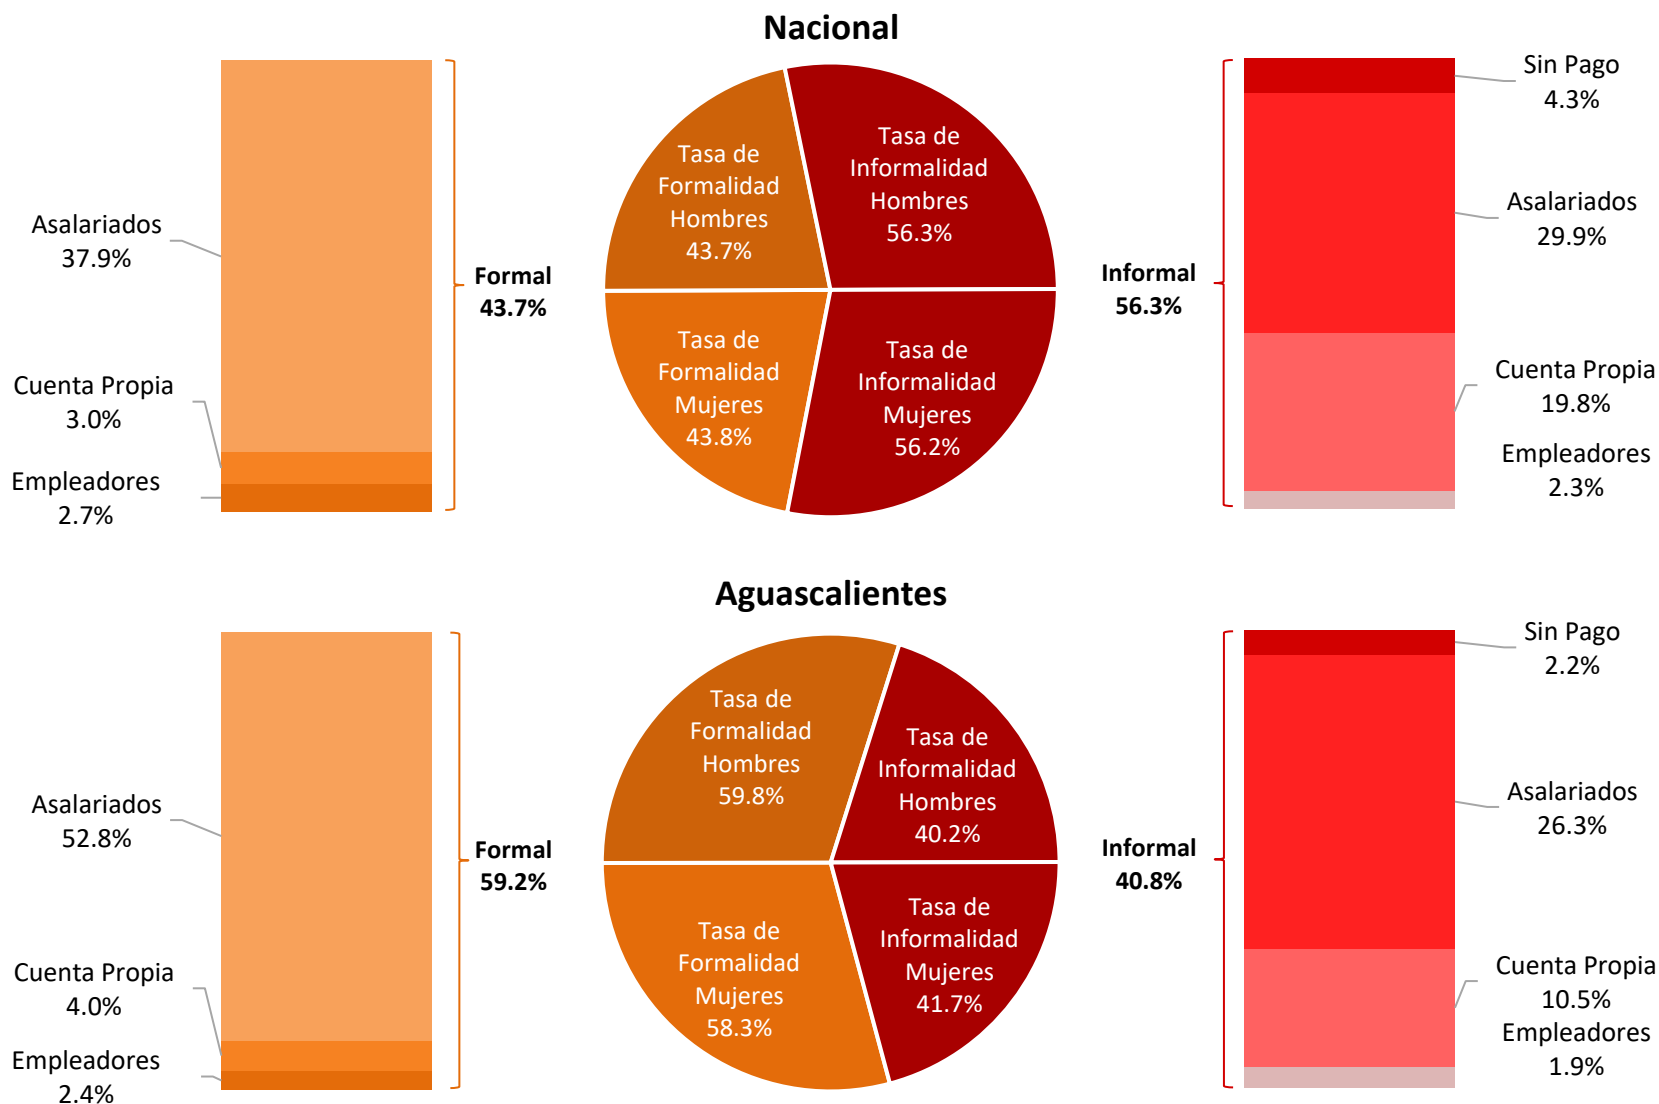 Nacional
Asalariados
37.9%
Cuenta Propia
3.0%
Empleadores
2.7%
Formal
43.7%
Tasa de
Formalidad
Hombres
43.7%
Tasa de
Informalidad
Hombres
56.3%
Tasa de
Formalidad
Mujeres
43.8%
Tasa de
Informalidad
Mujeres
56.2%
Informal
56.3%
Sin Pago
4.3%
Asalariados
29.9%
Cuenta Propia
19.8%
Empleadores
2.3%
Aguascalientes
Asalariados
52.8%
Cuenta Propia
4.0%
Empleadores
2.4%
Formal
59.2%
Tasa de
Formalidad
Hombres
59.8%
Tasa de
Informalidad
Hombres
40.2%
Tasa de
Formalidad
Mujeres
58.3%
Tasa de
Informalidad
Mujeres
41.7%
Informal
40.8%
Sin Pago
2.2%
Asalariados
26.3%
Cuenta Propia
10.5%
Empleadores
1.9%